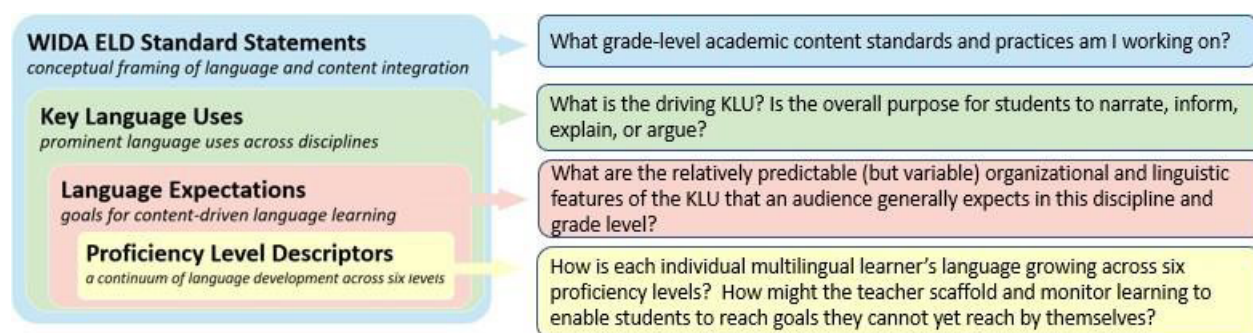 WIDA ELD Standard Statements
conceptual framing of language and content integration
What grade-level academic content standards and practices am I working on?
Key Language Uses
prominent language uses across disciplines
What is the driving KLU? Is the overall purpose for students to narrate, inform,
explain, or argue?
Language Expectations
goals for content-driven language learning
What are the relatively predictable (but variable) organizational and linguistic
features of the KLU that an audience generally expects in this discipline and
grade level?
Proficiency Level Descriptors
a continuum of language development across six levels
How is each individual multilingual learner's language growing across six
proficiency levels?  How might the teacher scaffold and monitor learning to
enable students to reach goals they cannot yet reach by themselves?